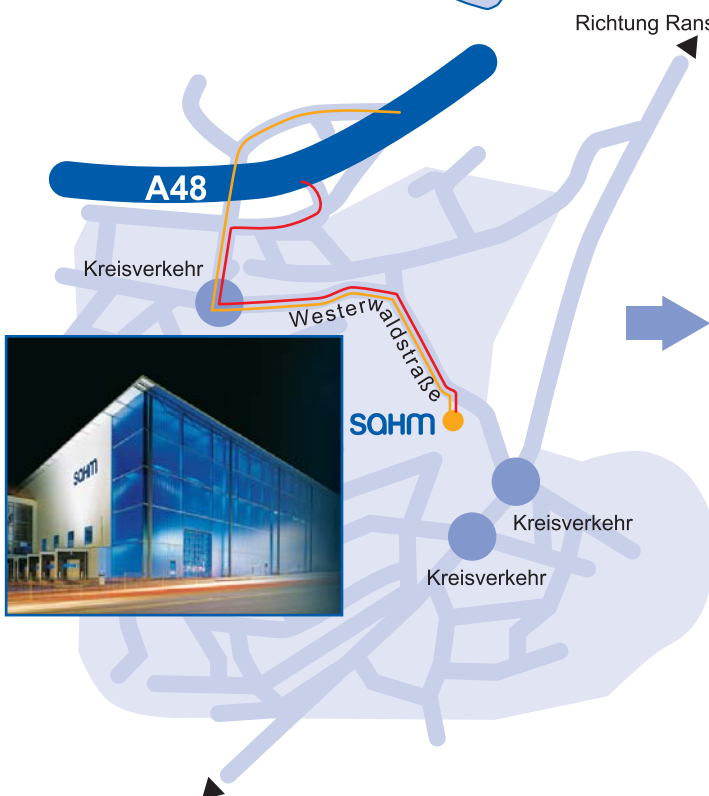 Richtung Rans
A48
Kreisverkehr
Westerwaldstraße
SAHM
SAHM
Kreisverkehr
Kreisverkehr